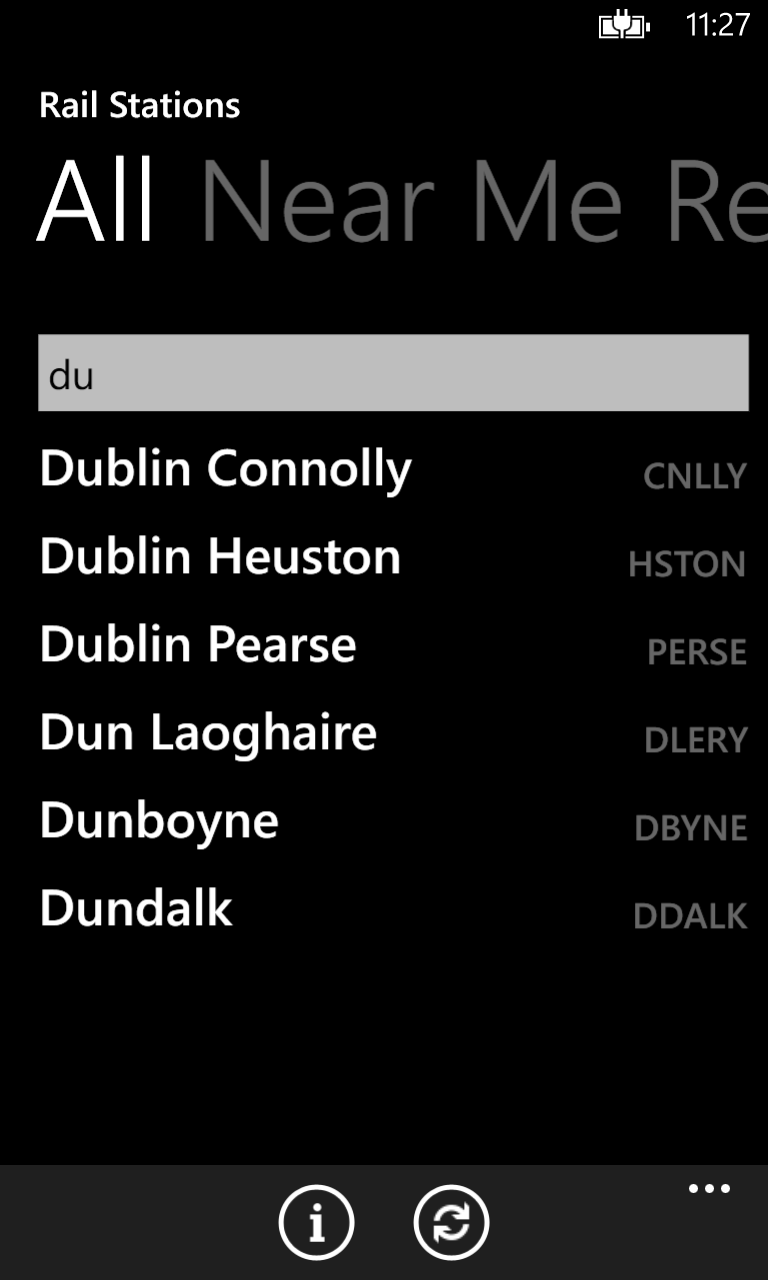 11:27
Rail Stations
All Near Me Re
du
Dublin Connolly CNLLY
Dublin Heuston HSTON
Dublin Pearse PERSE
Dun Laoghaire DLERY
Dunboyne DBYNE
Dundalk DDALK